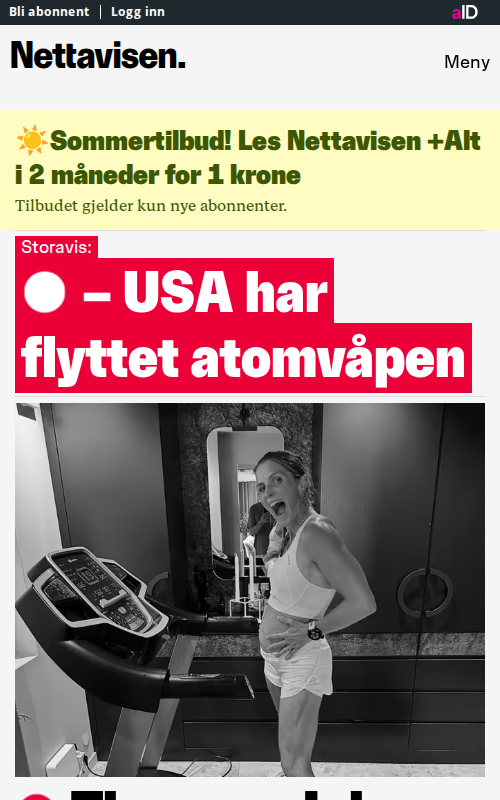 Bli abonnent Logg inn aID
Nettavisen.
Meny
☀️Sommertilbud! Les Nettavisen +Alt
i 2 måneder for 1 krone
Tilbudet gjelder kun nye abonnenter.
Storavis:
– USA har
flyttet atomvåpen